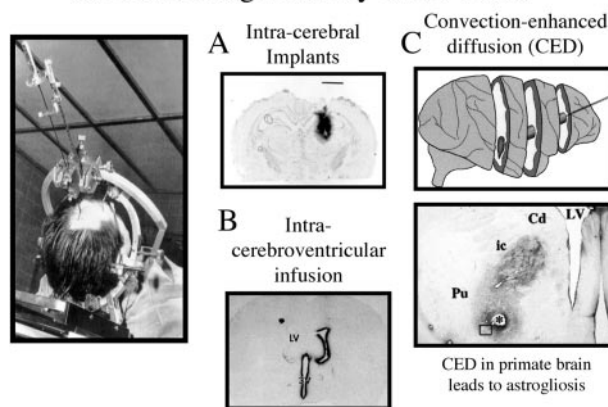 A
Intra-cerebral
Implants
B
Intra-
cerebroventricular
infusion
LV
C
Convection-enhanced
diffusion (CED)
Cd
LV
ic
Pu
*
CED in primate brain
leads to astrogliosis